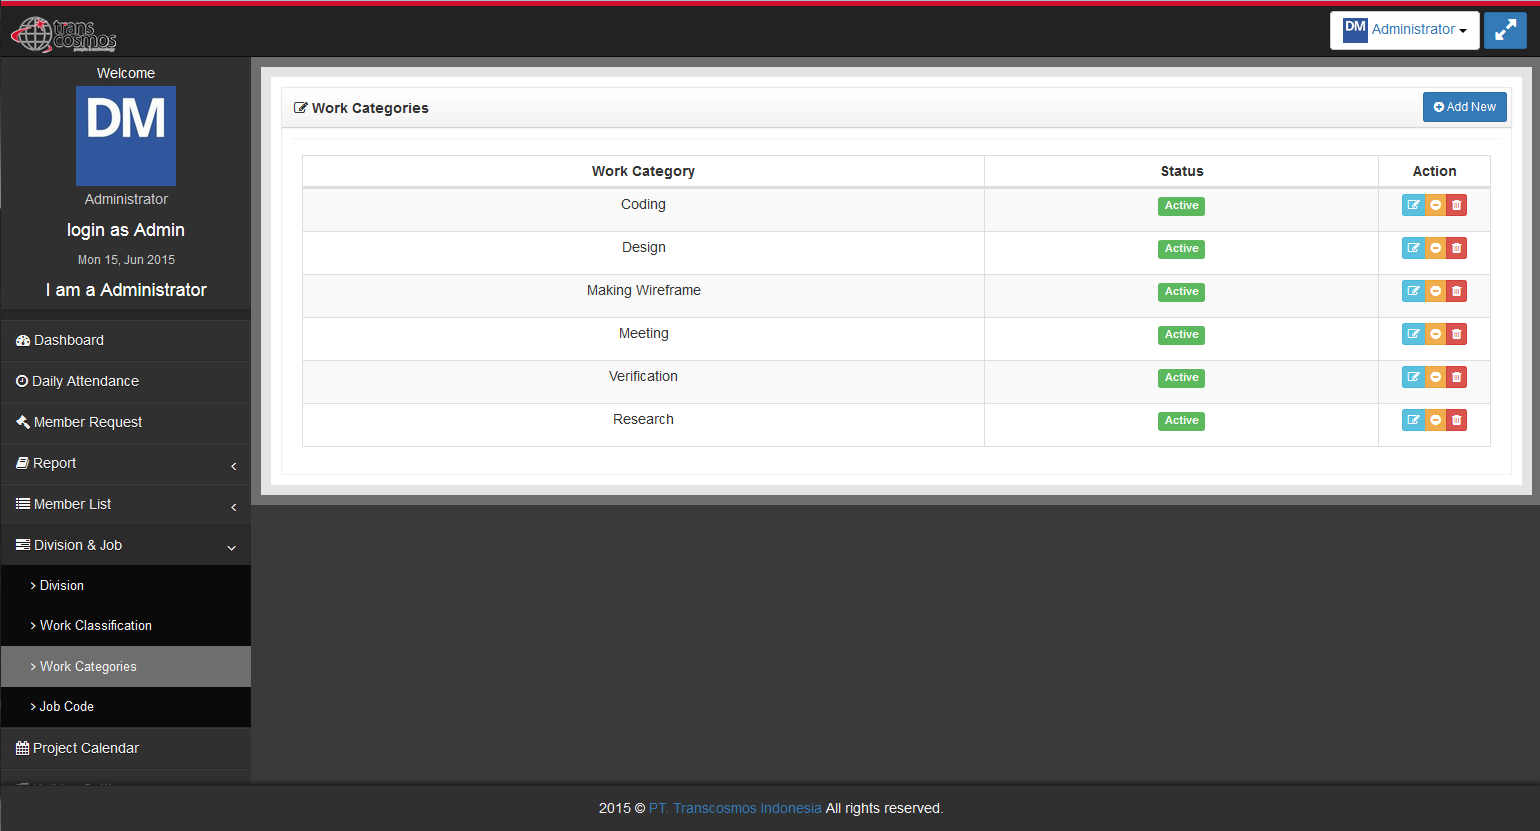 trans
cosmos
people & technology
DM Administrator
Welcome
DM
Administrator
login as Admin
Mon 15, Jun 2015
I am a Administrator
Dashboard
Daily Attendance
Member Request
Report
Member List
Division & Job
Division
Work Classification
Work Categories
Job Code
Project Calendar
Work Categories
Add New
Work Category Status Action
Coding Active
Design Active
Making Wireframe Active
Meeting Active
Verification Active
Research Active
2015 © PT. Transcosmos Indonesia All rights reserved.